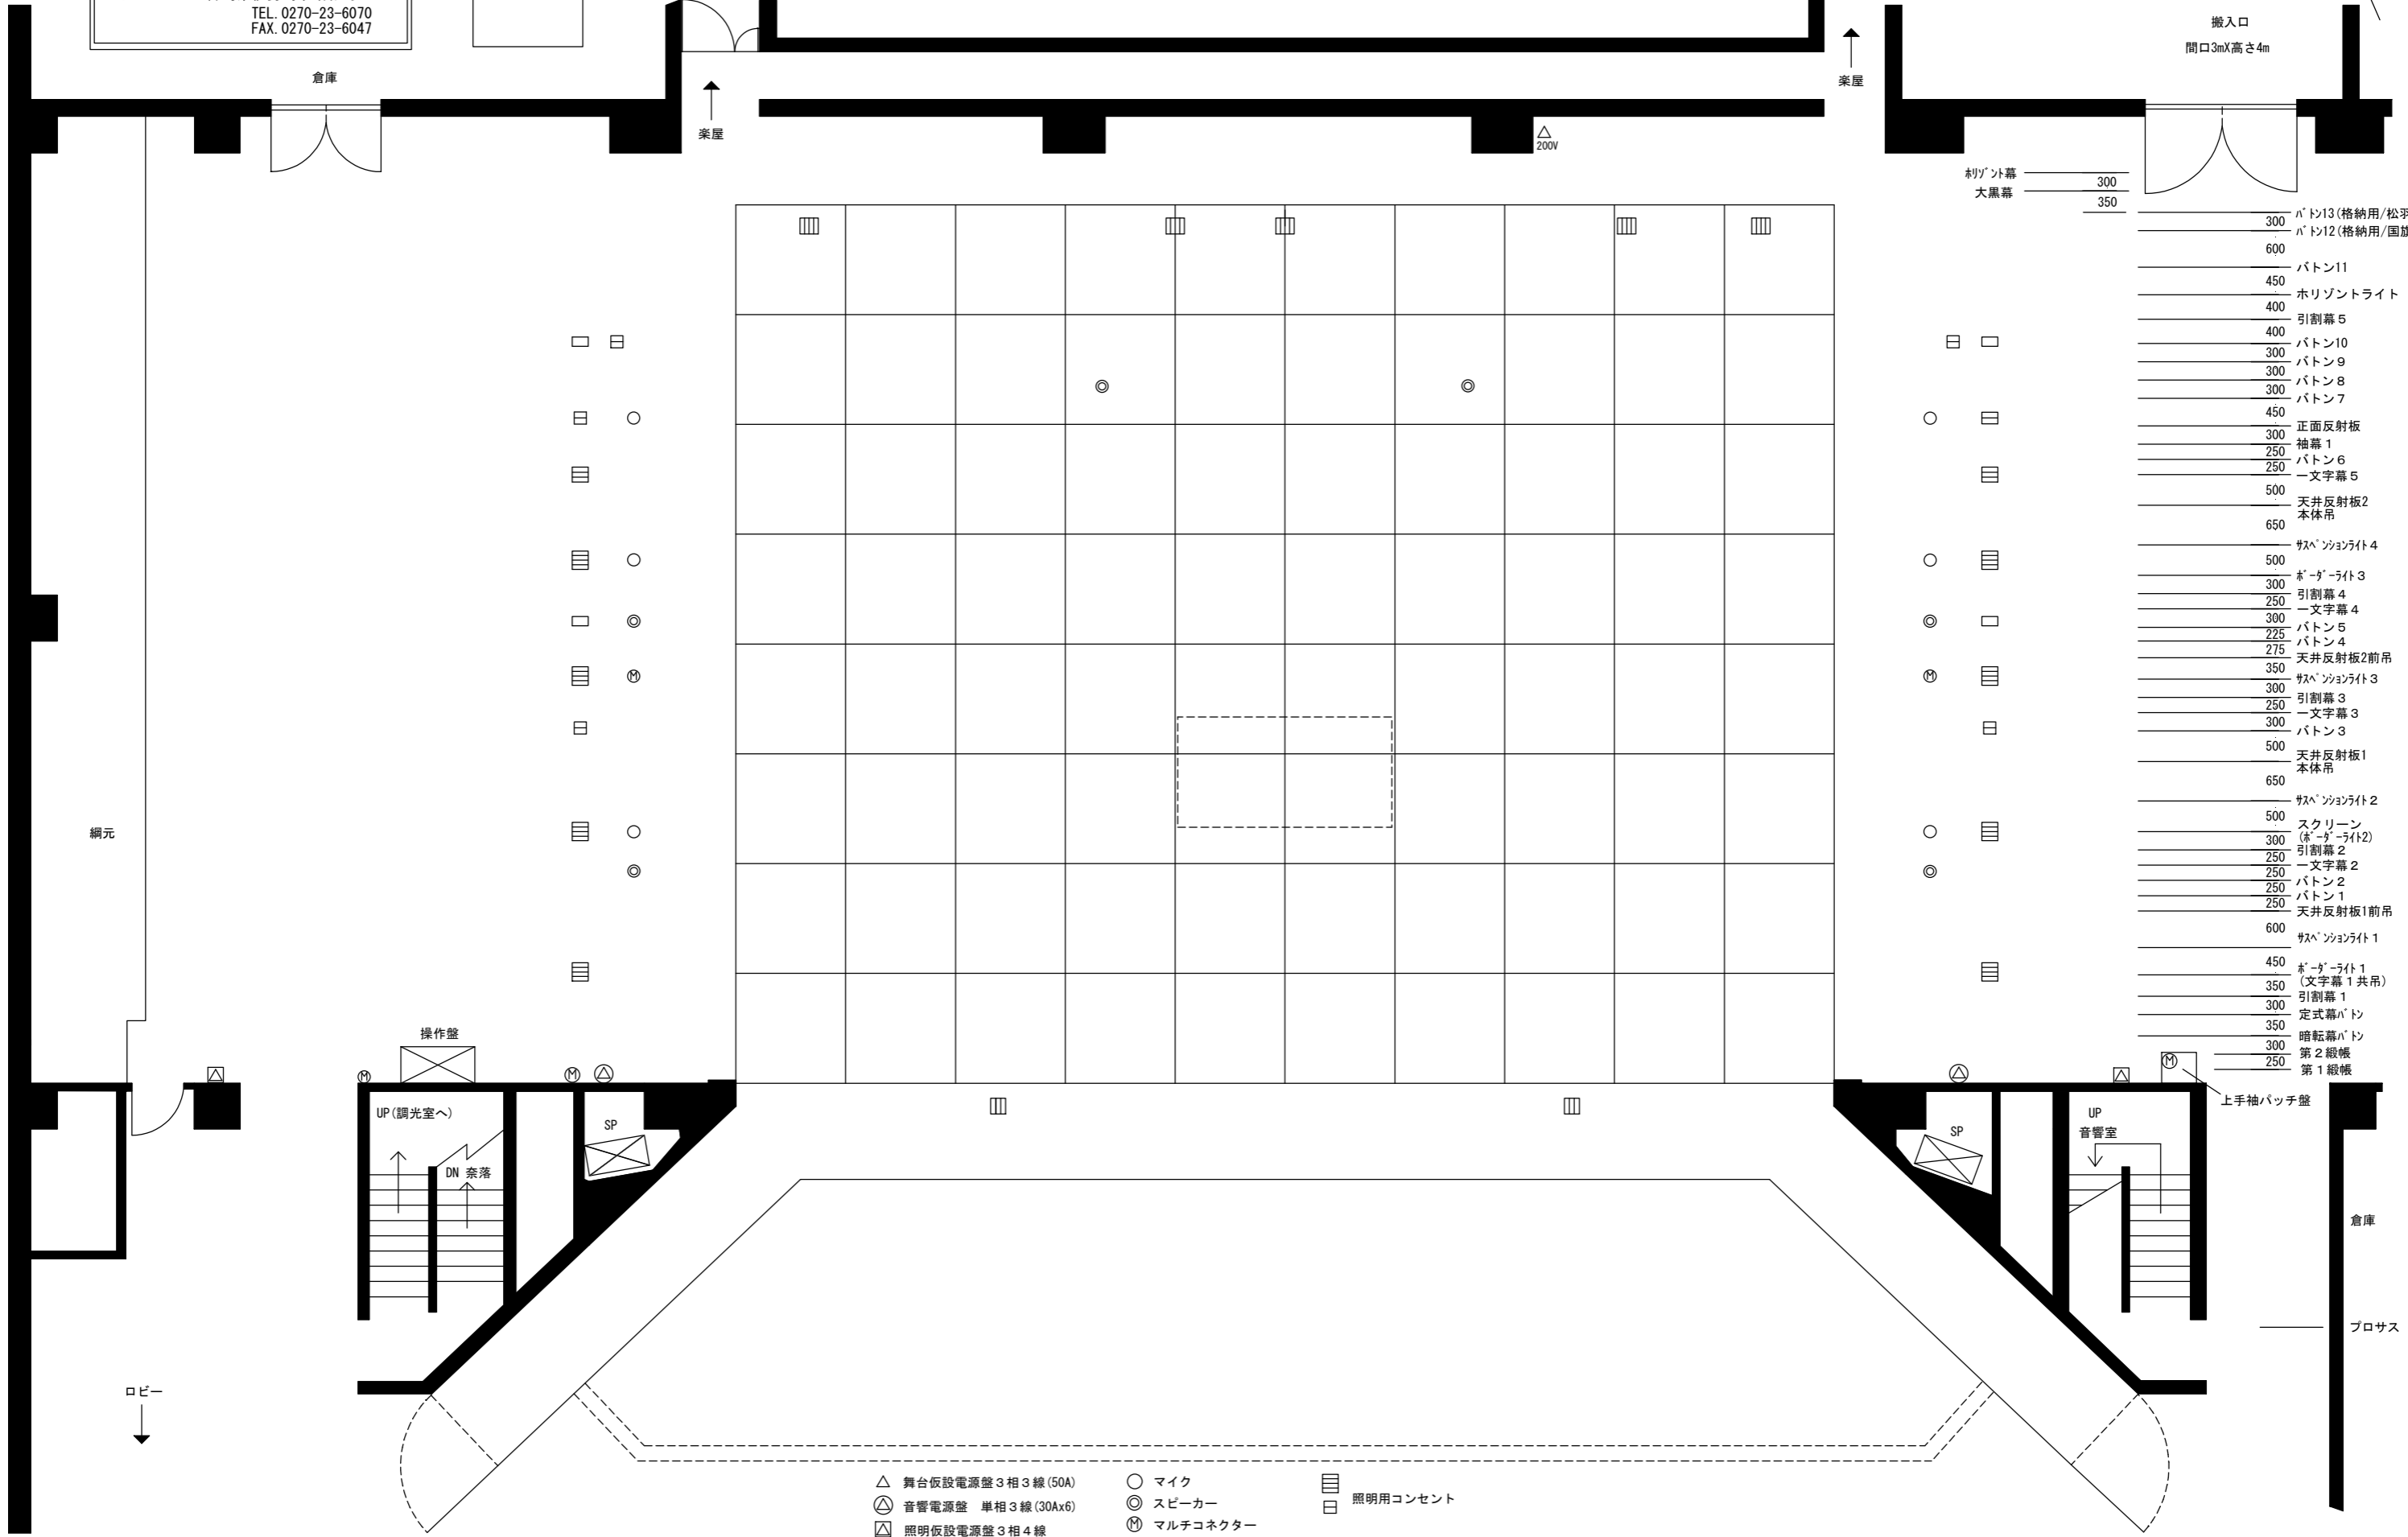 TEL. 0270-23-6070
FAX. 0270-23-6047
倉庫
楽屋
200V
楽屋
搬入口
間口3mX高さ4m
ﾎﾘｿﾞﾝﾄ幕
300
大黒幕
350
ﾊﾞﾄﾝ13(格納用/松羽
300
ﾊﾞﾄﾝ12(格納用/国旗
600
バトン11
450
ホリゾントライト
400
引割幕５
400
バトン10
300
バトン９
300
バトン８
300
バトン７
450
正面反射板
300
袖幕１
250
バトン６
250
一文字幕５
500
天井反射板2
本体吊
650
ｻｽﾍﾟﾝｼｮﾝﾗｲﾄ４
500
ﾎﾞｰﾀﾞｰﾗｲﾄ３
300
引割幕４
250
一文字幕４
300
バトン５
225
バトン４
275
天井反射板2前吊
350
ｻｽﾍﾟﾝｼｮﾝﾗｲﾄ３
300
引割幕３
250
一文字幕３
300
バトン３
500
天井反射板1
本体吊
650
ｻｽﾍﾟﾝｼｮﾝﾗｲﾄ２
500
スクリーン
(ﾎﾞｰﾀﾞｰﾗｲﾄ2)
300
引割幕２
250
一文字幕２
250
バトン２
250
バトン１
250
天井反射板1前吊
600
ｻｽﾍﾟﾝｼｮﾝﾗｲﾄ１
450
ﾎﾞｰﾀﾞｰﾗｲﾄ１
(文字幕１共吊)
350
引割幕１
300
定式幕ﾊﾞﾄﾝ
350
暗転幕ﾊﾞﾄﾝ
300
第２緞帳
250
第１緞帳
綱元
操作盤
M
M
M
M
M
上手袖パッチ盤
UP(調光室へ)
DN 奈落
SP
SP
UP
音響室
倉庫
プロサス
ロビー
舞台仮設電源盤３相３線(50A)
音響電源盤　単相３線(30Ax6)
照明仮設電源盤３相４線
マイク
スピーカー
M マルチコネクター
照明用コンセント